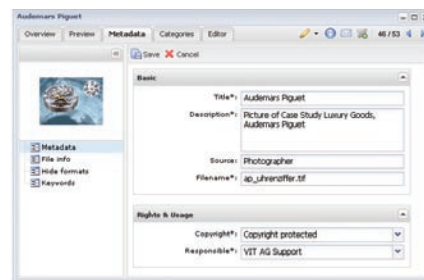 Audemars Piguet
Overview Preview Metadata Categories Editor 46/53
Save Cancel
Basic
Title*: Audemars Piguet
Description*: Picture of Case Study Luxury Goods,
Audemars Piguet
Source: Photographer
Filename*: ap_uhrenøffer.tif
Metadata
File info
Hide formats
Keywords
Rights & Usage
Copyright*: Copyright protected
Responsible*: VIT AG Support